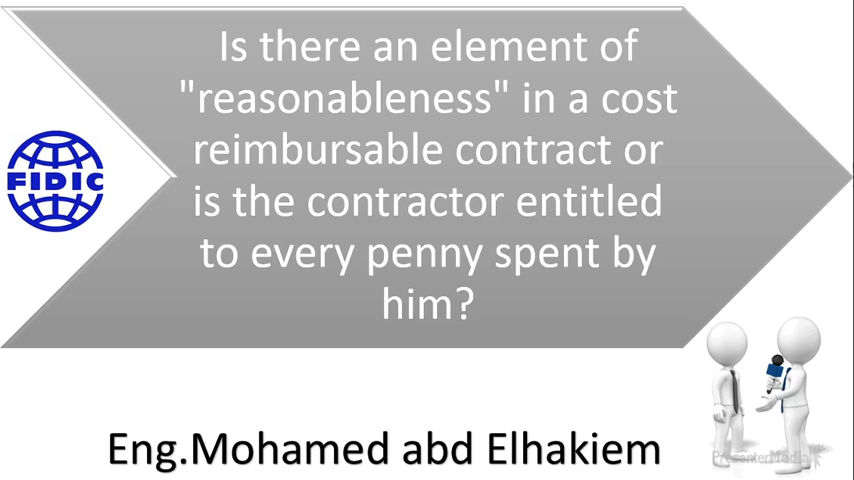 Is there an element of
"reasonableness" in a cost
reimbursable contract or
is the contractor entitled
to every penny spent by
him?
FIDIC
Eng.Mohamed abd Elhakiem
PresenterMedia